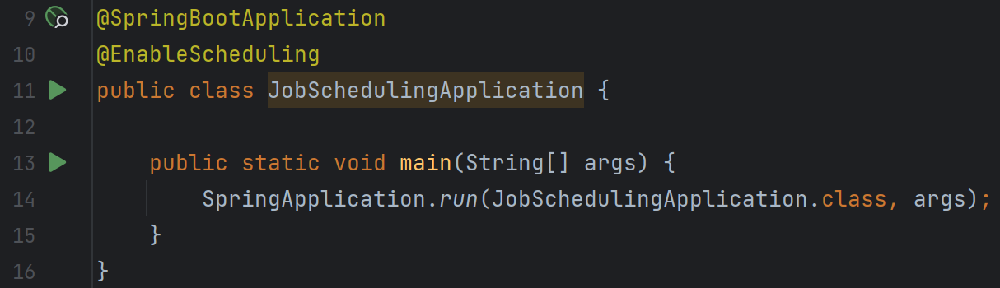 9 @SpringBootApplication
10 @EnableScheduling
11 public class JobSchedulingApplication {
12
13     public static void main(String[] args) {
14         SpringApplication.run(JobSchedulingApplication.class, args);
15     }
16 }